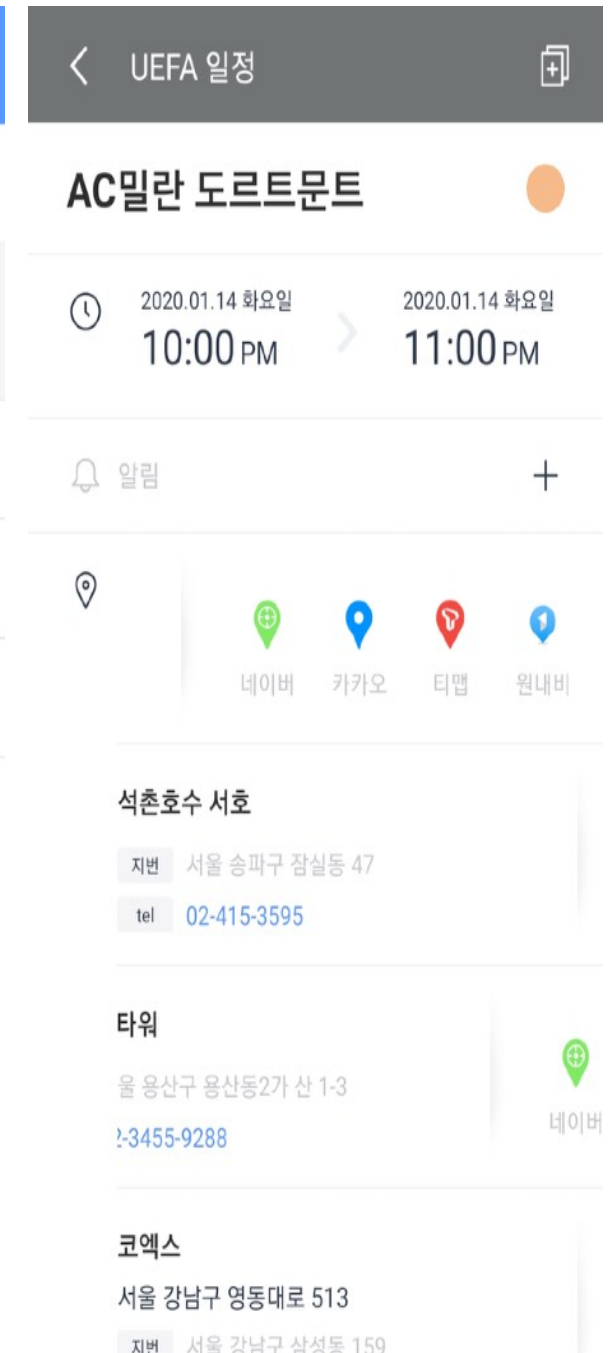 UEFA 일정
AC밀란 도르트문트
2020.01.14 화요일
10:00 PM
2020.01.14 화요일
11:00 PM
알림
네이버 카카오 티맵 원내비
석촌호수 서호
지번 서울 송파구 잠실동 47
tel 02-415-3595
타워
울 용산구 용산동2가 산 1-3
2-3455-9288
네이버
코엑스
서울 강남구 영동대로 513
지번 서울 강남구 삼성동 159